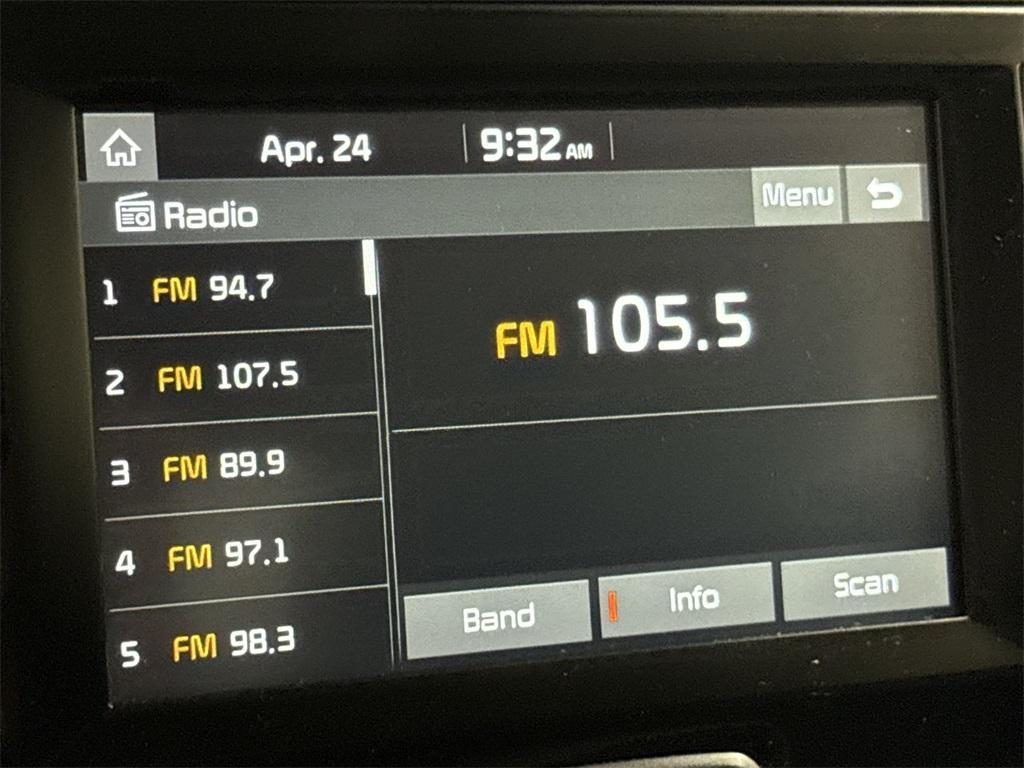 Apr. 24 9:32 AM
Radio Menu
1 FM 94.7
2 FM 107.5
3 FM 89.9
4 FM 97.1
5 FM 98.3
FM 105.5
Band Info Scan